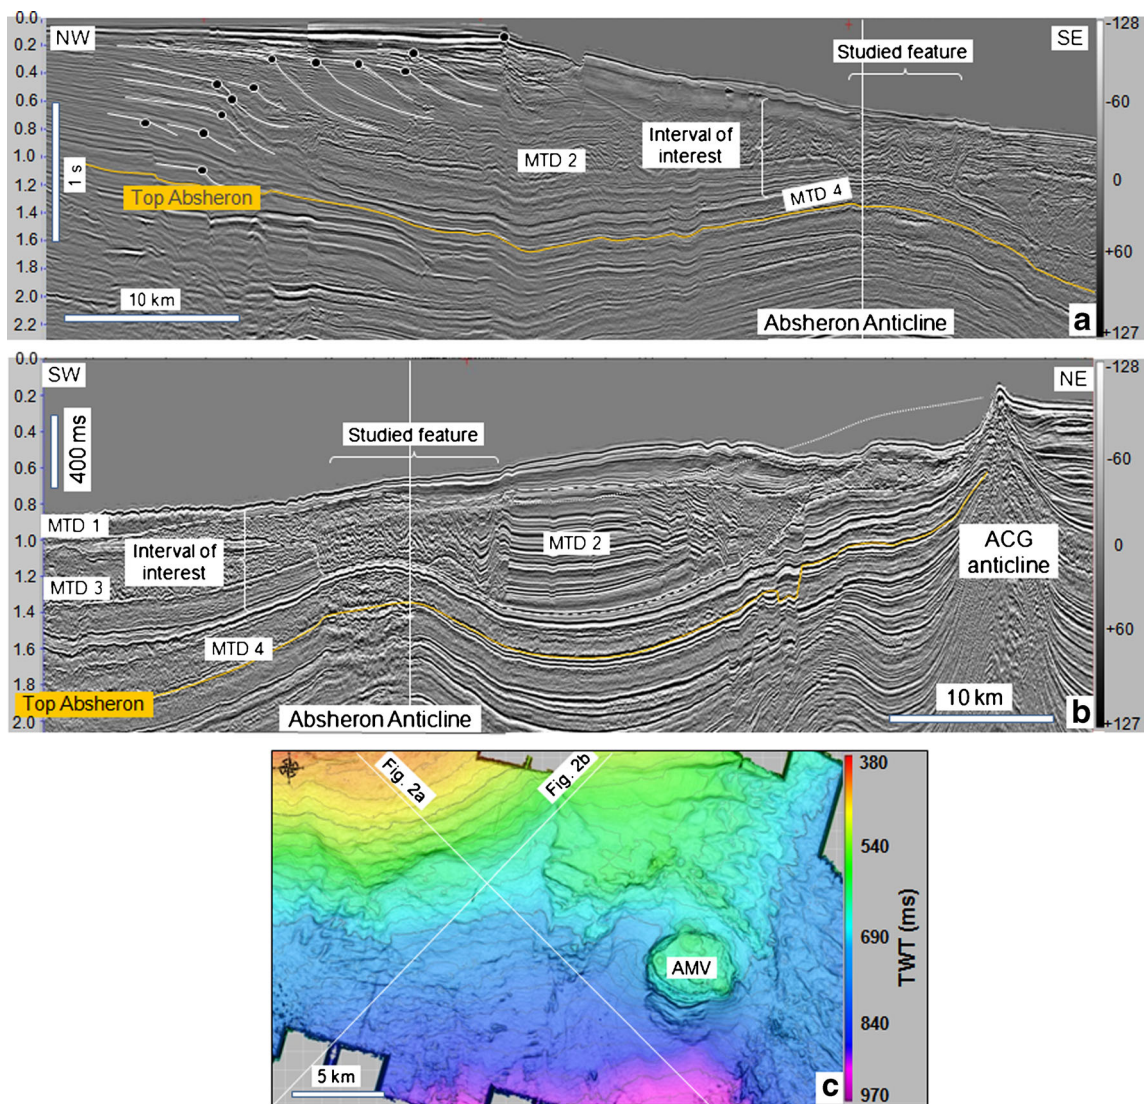 0.0
0.2
0.4
0.6
0.8
1.0
1.2
1.4
1.6
1.8
2.0
2.2
NW
SE
Studied feature
Interval of
interest
MTD 2
MTD 4
1 s
Top Absheron
10 km
Absheron Anticline
a
-128
-60
0
+60
+127
0.0
0.2
0.4
0.6
0.8
1.0
1.2
1.4
1.6
1.8
2.0
SW
NE
400 ms
Studied feature
MTD 1
Interval of
interest
MTD 2
MTD 3
MTD 4
ACG
anticline
Top Absheron
Absheron Anticline
10 km
b
-128
-60
0
+60
+127
Fig. 2a
Fig. 2b
AMV
5 km
c
380
540
690
840
970
TWT (ms)